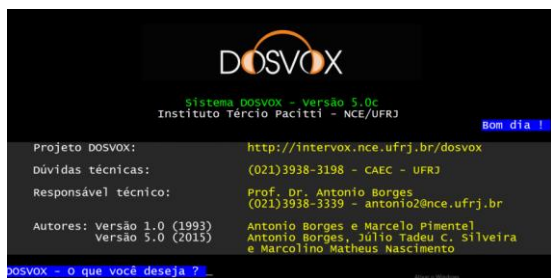 DOSVOX
Sistema DOSVOX - Versão 5.0c
Instituto Tércio Pacitti - NCE/UFRJ
Bom dia !
Projeto DOSVOX: http://intervox.nce.ufrj.br/dosvox
Dúvidas técnicas: (021)3938-3198 - CAEC - UFRJ
Responsável técnico: Prof. Dr. Antonio Borges
(021)3938-3339 - antonio2@nce.ufrj.br
Autores: Versão 1.0 (1993) Antonio Borges e Marcelo Pimentel
Versão 5.0 (2015) Antonio Borges, Júlio Tadeu C. Silveira
e Marcolino Matheus Nascimento
DOSVOX - O que você deseja ? _